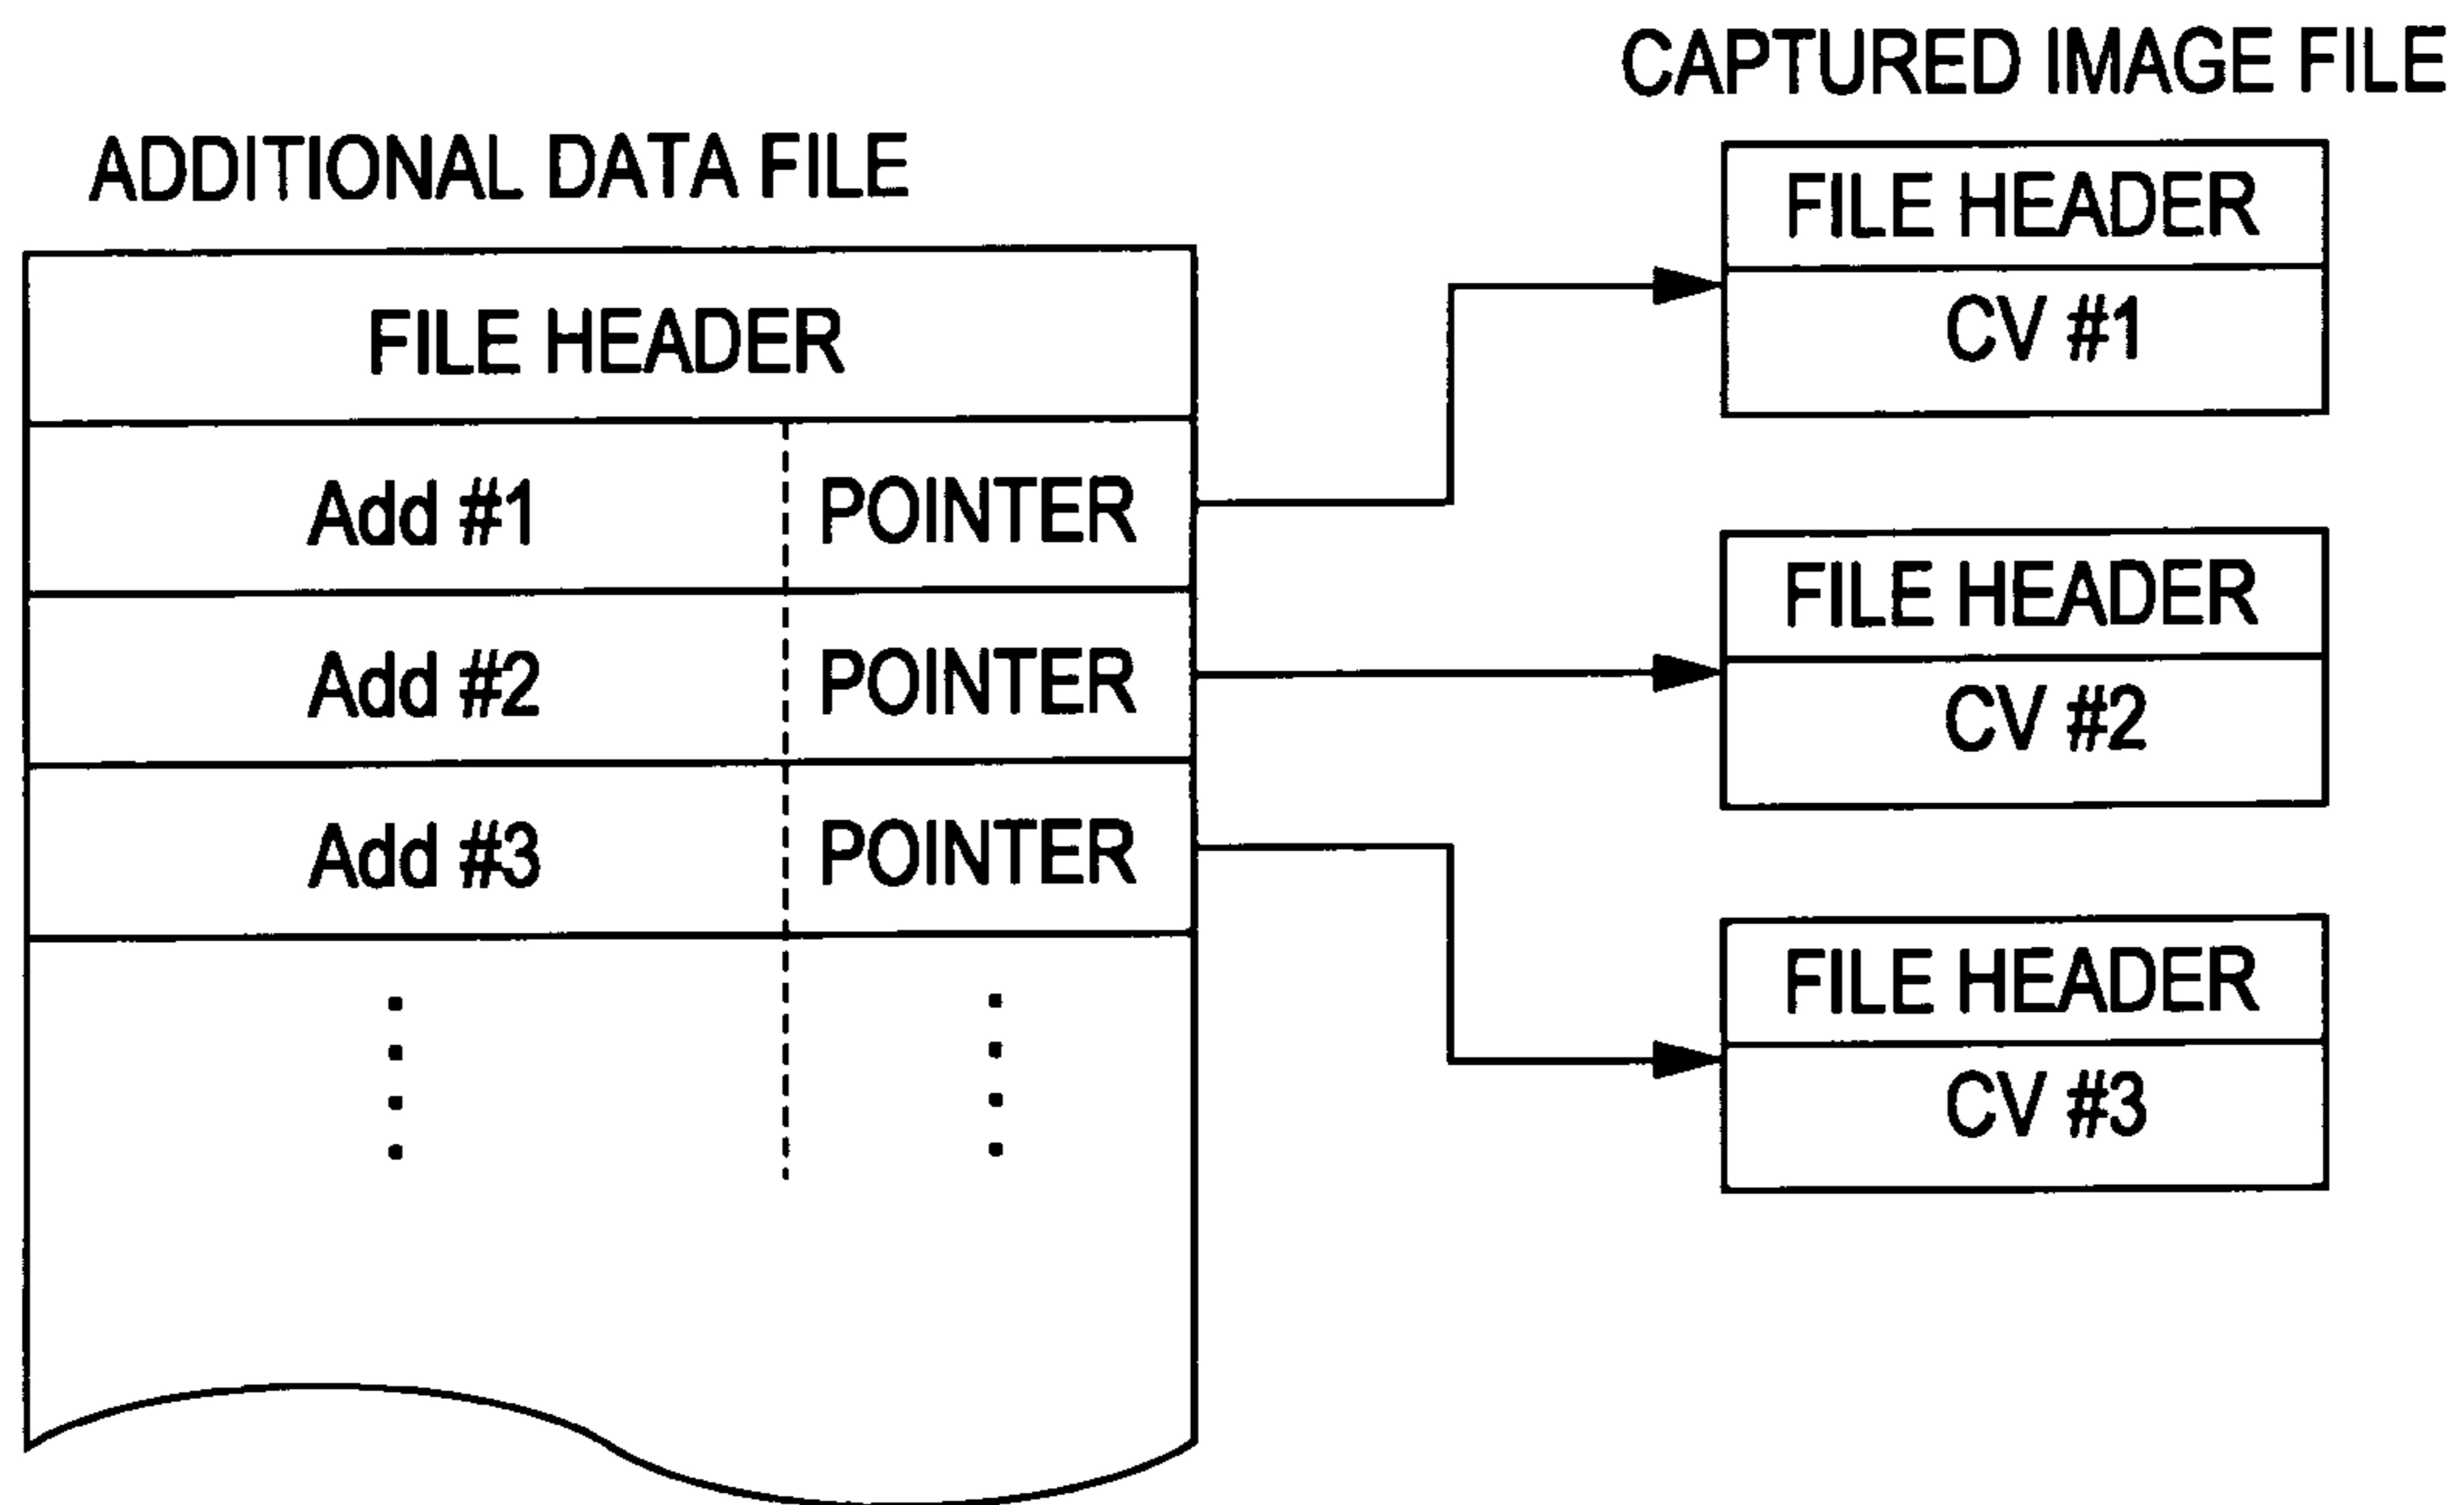 CAPTURED IMAGE FILE
ADDITIONAL DATA FILE
FILE HEADER
Add #1 POINTER
Add #2 POINTER
Add #3 POINTER
FILE HEADER
CV #1
FILE HEADER
CV #2
FILE HEADER
CV #3